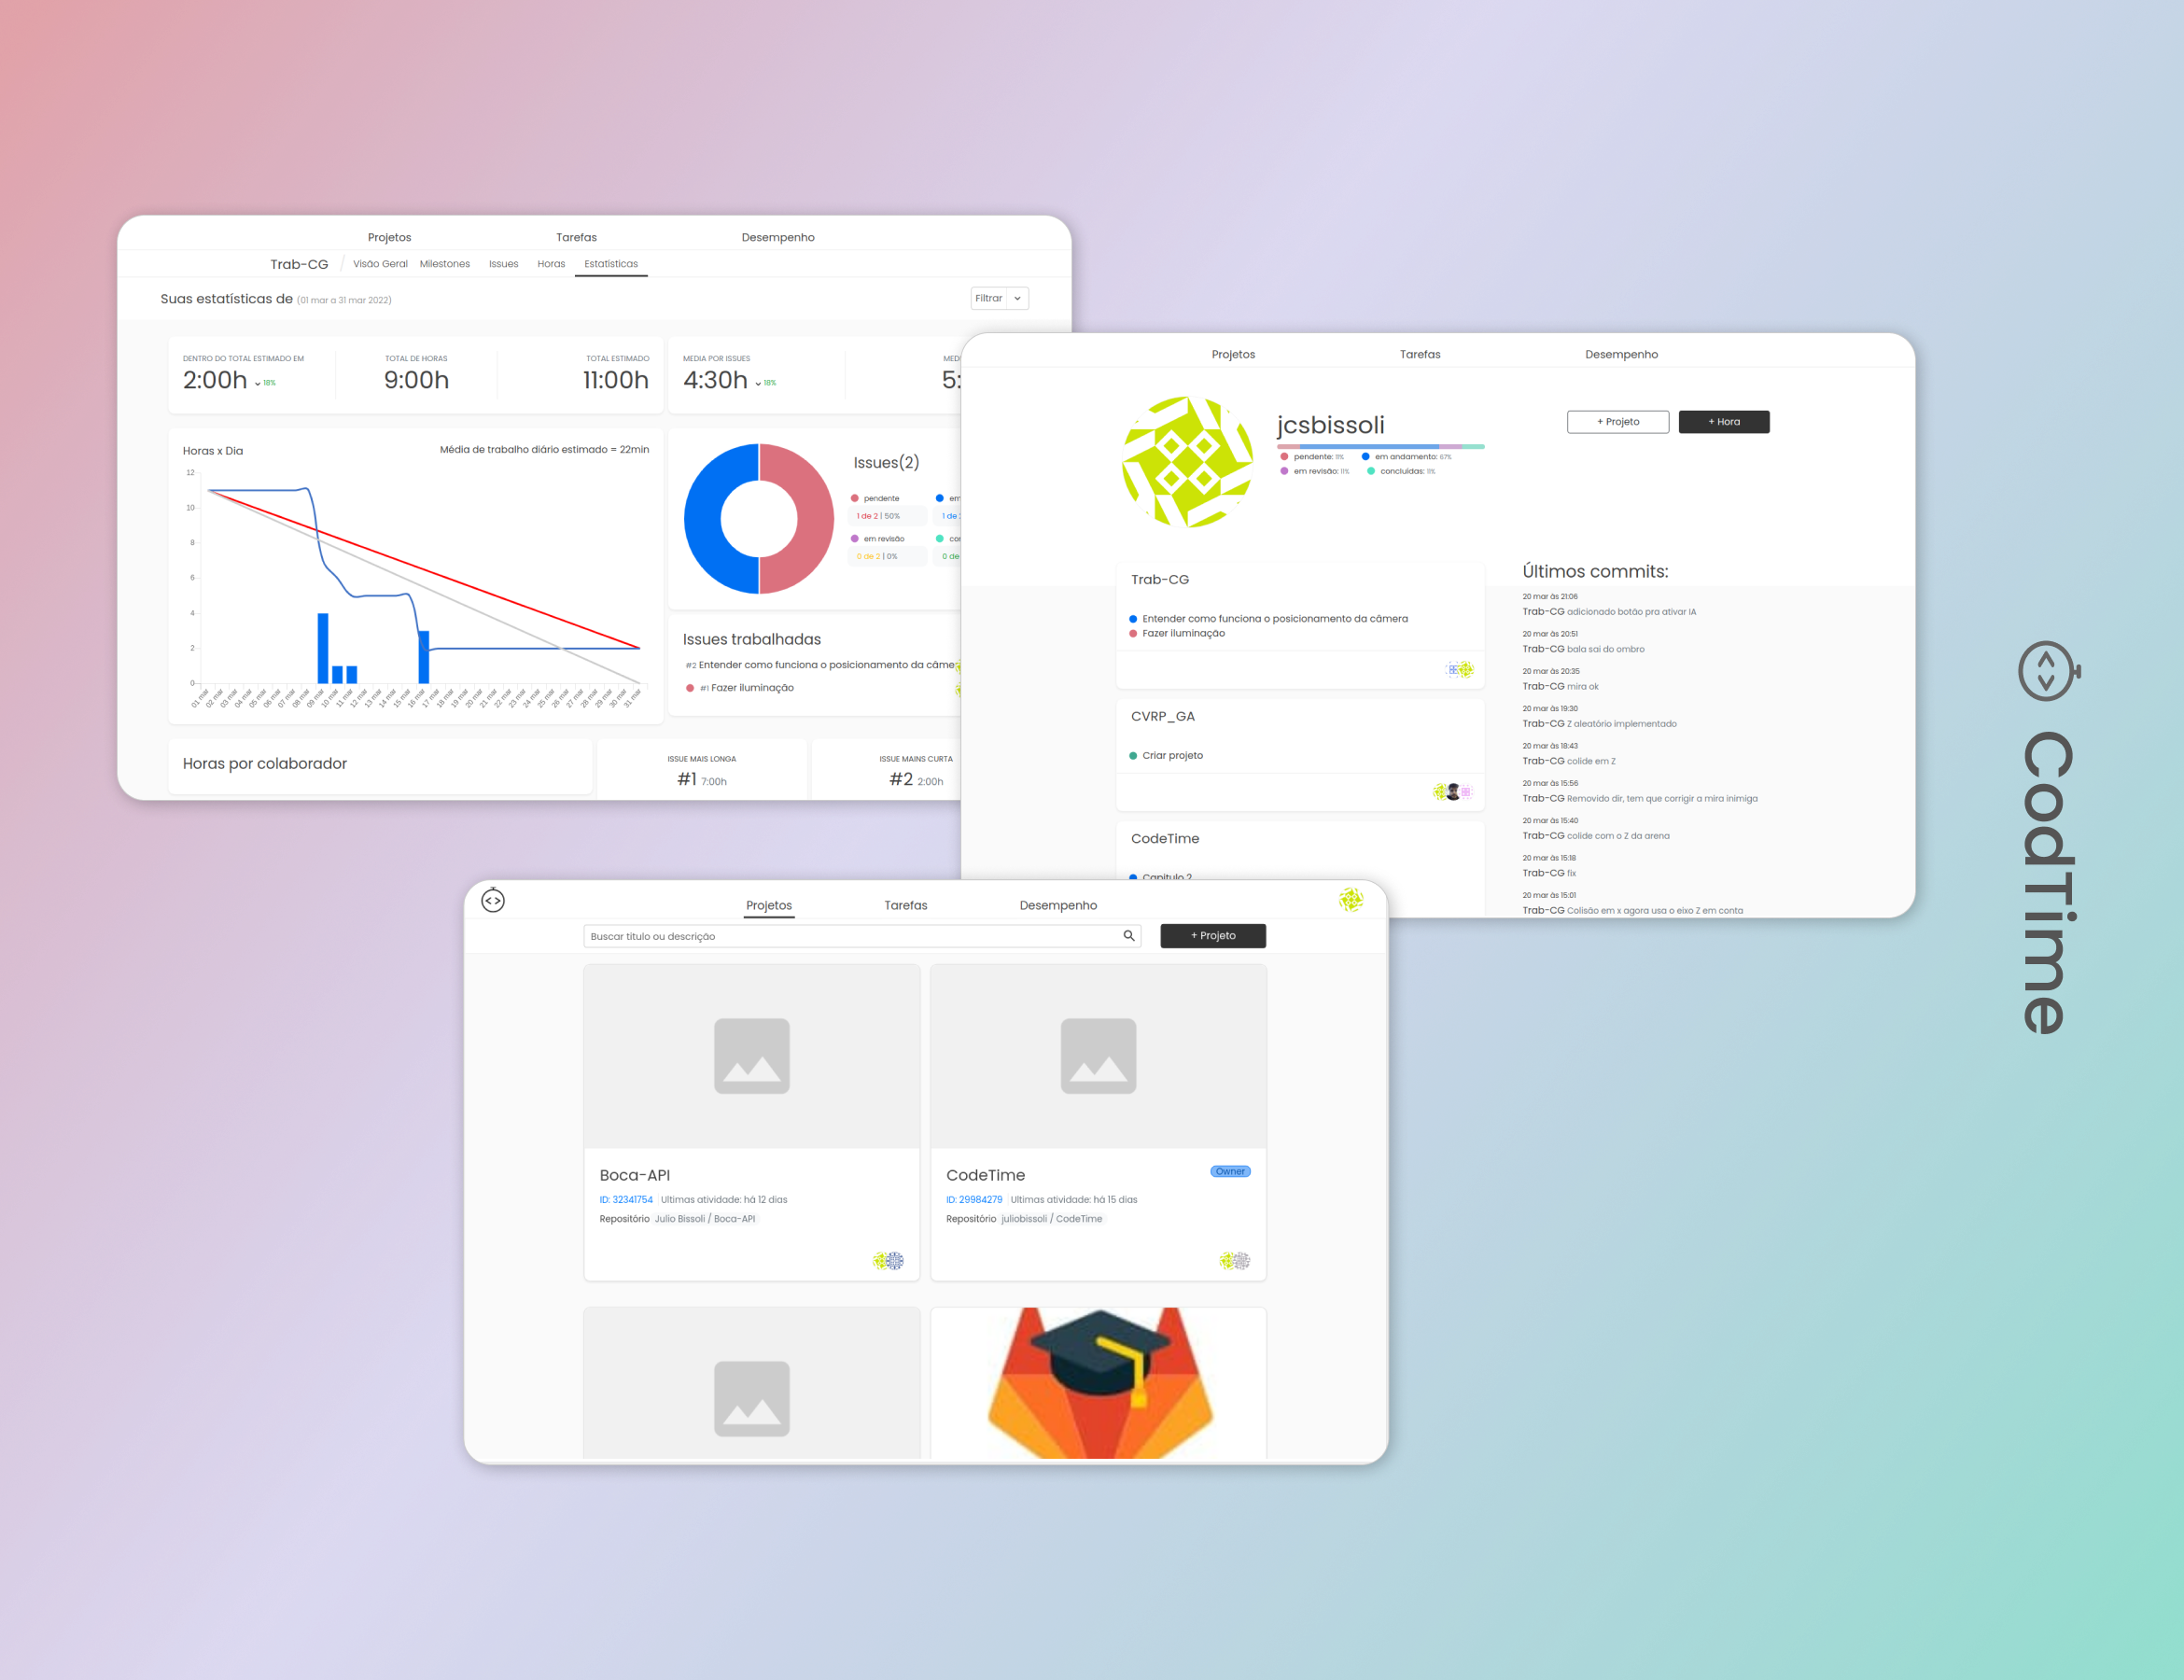 Projetos Tarefas Desempenho
Trab-CG / Visão Geral Milestones Issues Horas Estatísticas
Suas estatísticas de (01 mar a 31 mar 2022)
Filtrar
DENTRO DO TOTAL ESTIMADO EM
2:00h 18%
TOTAL DE HORAS
9:00h
TOTAL ESTIMADO
11:00h
MEDIA POR ISSUES
4:30h 18%
MED
5:
Horas x Dia
Média de trabalho diário estimado = 22min
12
10
8
6
4
2
0
01 mar 02 mar 03 mar 04 mar 05 mar 06 mar 07 mar 08 mar 09 mar 10 mar 11 mar 12 mar 13 mar 14 mar 15 mar 16 mar 17 mar 18 mar 19 mar 20 mar 21 mar 22 mar 23 mar 24 mar 25 mar 26 mar 27 mar 28 mar 29 mar 30 mar 31 mar
Issues(2)
pendente em
1 de 2 | 50% 1 de
em revisão co
0 de 2 | 0% 0 de
Issues trabalhadas
#2 Entender como funciona o posicionamento da câme
#1 Fazer iluminação
Horas por colaborador
ISSUE MAIS LONGA
#1 7:00h
ISSUE MAINS CURTA
#2 2:00h
Projetos Tarefas Desempenho
jcsbissoli
pendente: 11% em andamento: 67%
em revisão: 11% concluídas: 11%
+ Projeto
+ Hora
Trab-CG
Entender como funciona o posicionamento da câmera
Fazer iluminação
CVRP_GA
Criar projeto
CodeTime
Capitulo 2
Últimos commits:
20 mar às 21:06
Trab-CG adicionado botão pra ativar IA
20 mar às 20:51
Trab-CG bala sai do ombro
20 mar às 20:35
Trab-CG mira ok
20 mar às 19:30
Trab-CG Z aleatório implementado
20 mar às 18:43
Trab-CG colide em Z
20 mar às 15:56
Trab-CG Removido dir, tem que corrigir a mira inimiga
20 mar às 15:40
Trab-CG colide com o Z da arena
20 mar às 15:18
Trab-CG fix
20 mar às 15:01
Trab-CG Colisão em x agora usa o eixo Z em conta
Projetos Tarefas Desempenho
Buscar titulo ou descrição
+ Projeto
Boca-API
ID: 32341754 Ultimas atividade: há 12 dias
Repositório Julio Bissoli / Boca-API
CodeTime Owner
ID: 29984279 Ultimas atividade: há 15 dias
Repositório juliobissoli / CodeTime
CodTime